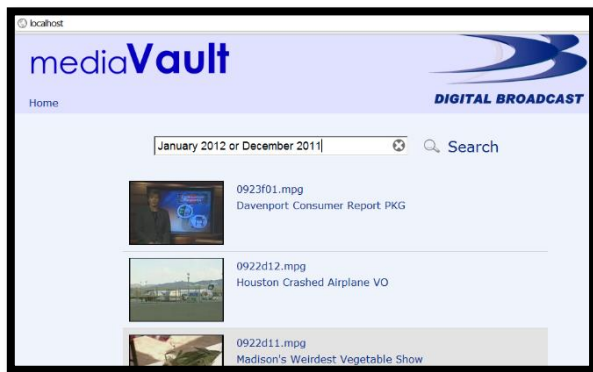 localhost
mediaVault
DIGITAL BROADCAST
Home
January 2012 or December 2011
Search
0923f01.mpg
Davenport Consumer Report PKG
0922d12.mpg
Houston Crashed Airplane VO
0922d11.mpg
Madison's Weirdest Vegetable Show